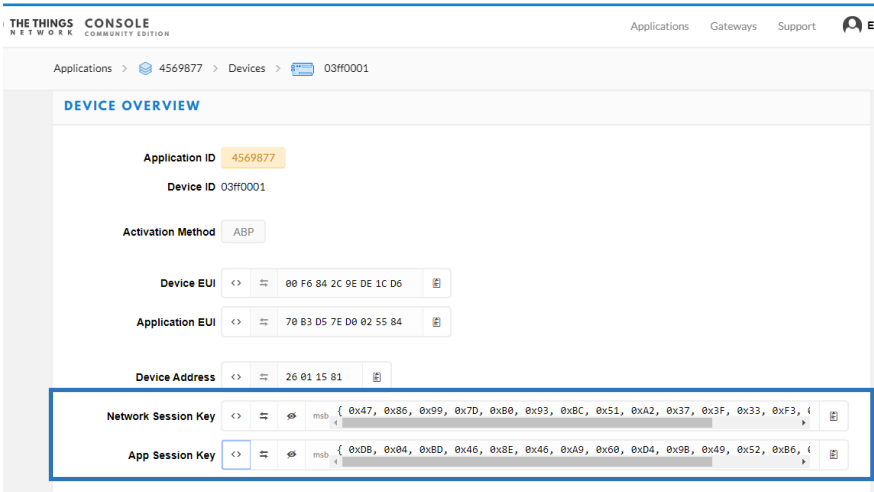 THE THINGS CONSOLE
NETWORK COMMUNITY EDITION
Applications Gateways Support E
Applications > 4569877 > Devices > 03ff0001
DEVICE OVERVIEW
Application ID 4569877
Device ID 03ff0001
Activation Method ABP
Device EUI <> 00 F6 84 2C 9E DE 1C D6
Application EUI <> 70 B3 D5 7E D0 02 55 84
Device Address <> 26 01 15 81
Network Session Key <> msb { 0x47, 0x86, 0x99, 0x7D, 0xB0, 0x93, 0xBC, 0x51, 0xA2, 0x37, 0x3F, 0x33, 0xF3,
App Session Key <> msb { 0xDB, 0x04, 0xBD, 0x46, 0x8E, 0x46, 0xA9, 0x60, 0xD4, 0x9B, 0x49, 0x52, 0xB6,